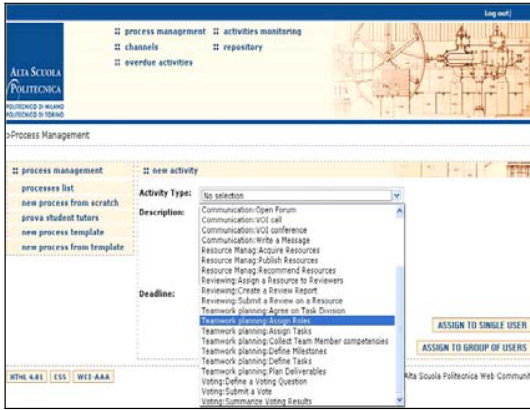 Log out|
:: process management :: activities monitoring
:: channels :: repository
:: overdue activities
ALTA SCUOLA
POLITECNICA
POLITECNICO DI MILANO
POLITECNICO DI TORINO
>Process Management
:: process management
processes list
new process from scratch
prova student tutors
new process template
new process from template
:: new activity
Activity Type:
No selection
Description:
Communication:Open Forum
Communication:VOI call
Communication:VOI conference
Communication:Write a Message
Resource Manag:Acquire Resources
Resource Manag:Publish Resources
Resource Manag:Recommend Resources
Reviewing:Assign a Resource to Reviewers
Reviewing:Create a Review Report
Reviewing:Submit a Review on a Resource
Teamwork planning:Agree on Task Division
Teamwork planning:Assign Roles
Teamwork planning:Assign Tasks
Teamwork planning:Collect Team Member competencies
Teamwork planning:Define Milestones
Teamwork planning:Define Tasks
Teamwork planning:Plan Deliverables
Voting:Define a Voting Question
Voting:Submit a Vote
Voting:Summarize Voting Results
Deadline:
ASSIGN TO SINGLE USER
ASSIGN TO GROUP OF USERS
HTML 4.01 CSS WCI-AAA
Alta Scuola Politecnica Web Communit